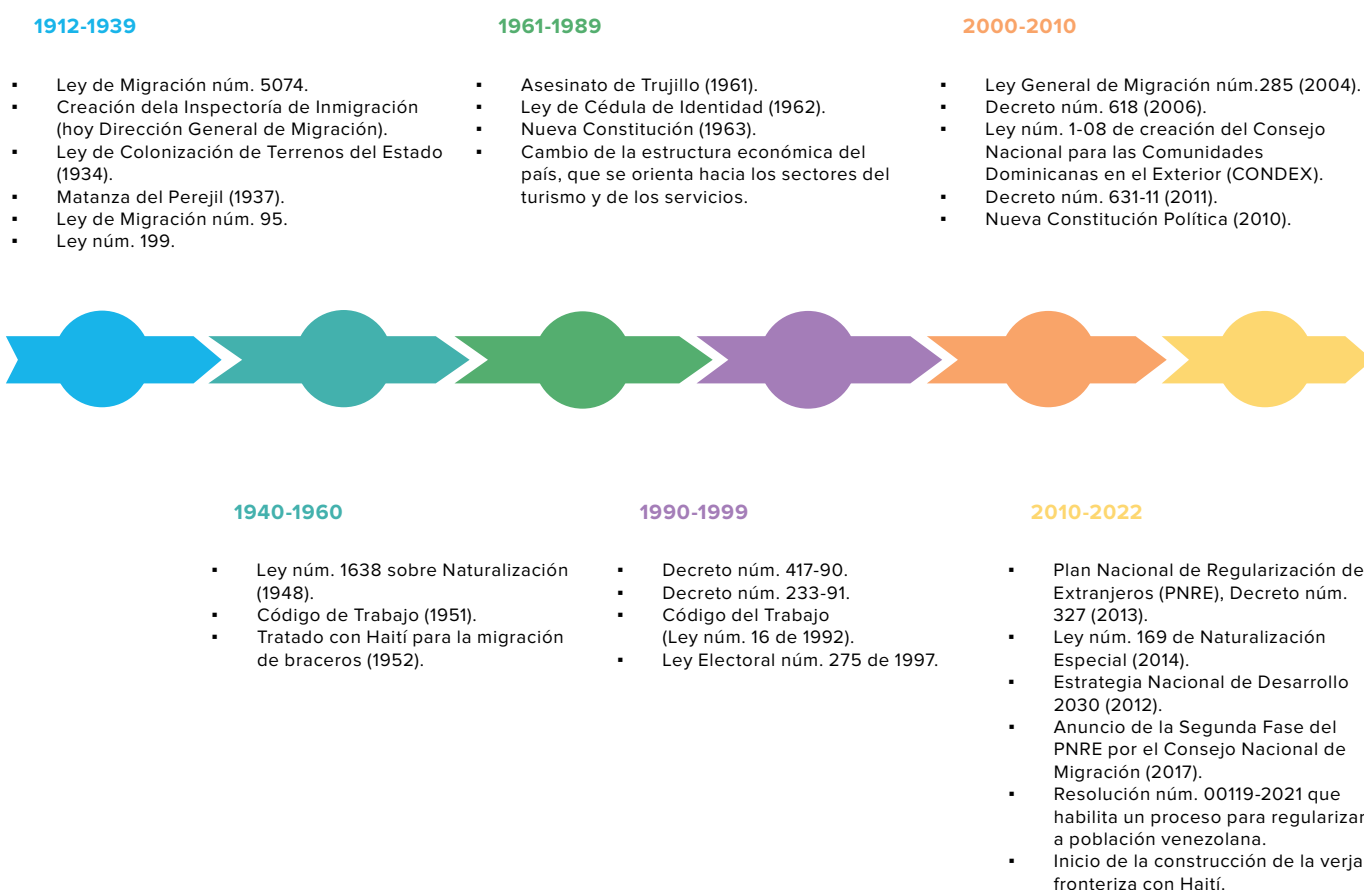 1912-1939
▪ Ley de Migración núm. 5074.
▪ Creación dela Inspectoría de Inmigración
(hoy Dirección General de Migración).
▪ Ley de Colonización de Terrenos del Estado
(1934).
▪ Matanza del Perejil (1937).
▪ Ley de Migración núm. 95.
▪ Ley núm. 199.
1961-1989
▪ Asesinato de Trujillo (1961).
▪ Ley de Cédula de Identidad (1962).
▪ Nueva Constitución (1963).
▪ Cambio de la estructura económica del
país, que se orienta hacia los sectores del
turismo y de los servicios.
2000-2010
▪ Ley General de Migración núm.285 (2004).
▪ Decreto núm. 618 (2006).
▪ Ley núm. 1-08 de creación del Consejo
Nacional para las Comunidades
Dominicanas en el Exterior (CONDEX).
▪ Decreto núm. 631-11 (2011).
▪ Nueva Constitución Política (2010).
1940-1960
▪ Ley núm. 1638 sobre Naturalización
(1948).
▪ Código de Trabajo (1951).
▪ Tratado con Haití para la migración
de braceros (1952).
1990-1999
▪ Decreto núm. 417-90.
▪ Decreto núm. 233-91.
▪ Código del Trabajo
(Ley núm. 16 de 1992).
▪ Ley Electoral núm. 275 de 1997.
2010-2022
▪ Plan Nacional de Regularización de
Extranjeros (PNRE), Decreto núm.
327 (2013).
▪ Ley núm. 169 de Naturalización
Especial (2014).
▪ Estrategia Nacional de Desarrollo
2030 (2012).
▪ Anuncio de la Segunda Fase del
PNRE por el Consejo Nacional de
Migración (2017).
▪ Resolución núm. 00119-2021 que
habilita un proceso para regularizar
a población venezolana.
▪ Inicio de la construcción de la verja
fronteriza con Haití.